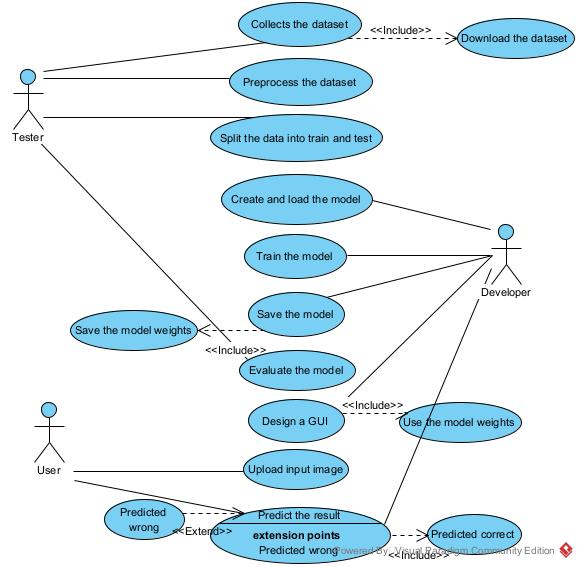 Collects the dataset
<<Include>>
Download the dataset
Preprocess the dataset
Tester
Split the data into train and test
Create and load the model
Train the model
Developer
Save the model
Save the model weights
<<Include>>
Evaluate the model
<<Include>>
Design a GUI
Use the model weights
User
Upload input image
Predicted
wrong
<<Extend>>
Predict the result
extension points
Predicted wrong
Predicted correct
<<Include>>
Powered By: Visual Paradigm Community Edition